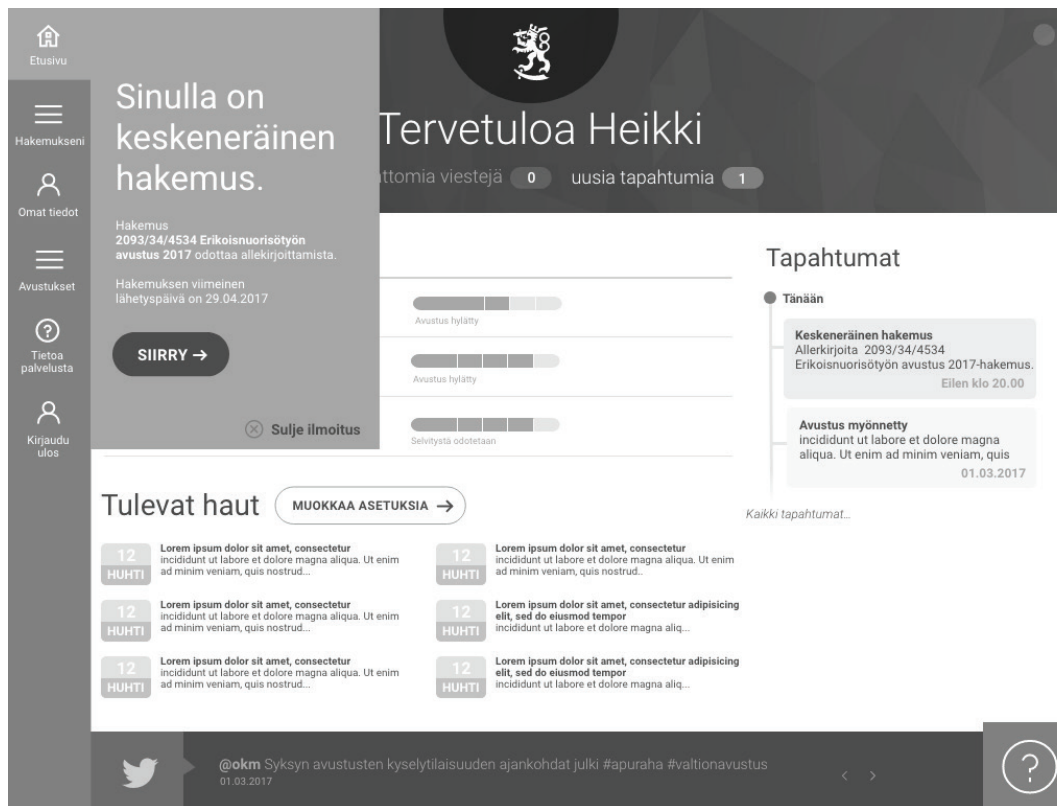 Etusivu
Hakemukseni
Omat tiedot
Avustukset
?
Tietoa
palvelusta
Kirjaudu
ulos
Sinulla on
keskeneräinen
hakemus.
Hakemus
2093/34/4534 Erikoisnuorisötyön
avustus 2017 odottaa allekirjoittamista.
Hakemuksen viimeinen
lähetyspäivä on 29.04.2017
SIIRRY →
Sulje ilmoitus
Tervetuloa Heikki
ttomia viestejä 0 uusia tapahtumia 1
Avustus hylätty
Avustus hylätty
Selvitystä odotetaan
Tapahtumat
Tänään
Keskeneräinen hakemus
Allerkirjoita 2093/34/4534
Erikoisnuorisötyön avustus 2017-hakemus.
Eilen klo 20.00
Avustus myönnetty
incididunt ut labore et dolore magna
aliqua. Ut enim ad minim veniam, quis
01.03.2017
Kaikki tapahtumat...
Tulevat haut
MUOKKAA ASETUKSIA →
12
HUHTI
Lorem ipsum dolor sit amet, consectetur
incididunt ut labore et dolore magna aliqua. Ut enim
ad minim veniam, quis nostrud...
12
HUHTI
Lorem ipsum dolor sit amet, consectetur
incididunt ut labore et dolore magna aliqua. Ut enim
ad minim veniam, quis nostrud..
12
HUHTI
Lorem ipsum dolor sit amet, consectetur
incididunt ut labore et dolore magna aliqua. Ut enim
ad minim veniam, quis nostrud...
12
HUHTI
Lorem ipsum dolor sit amet, consectetur adipisicing
elit, sed do eiusmod tempor
incididunt ut labore et dolore magna aliq...
12
HUHTI
Lorem ipsum dolor sit amet, consectetur
incididunt ut labore et dolore magna aliqua. Ut enim
ad minim veniam, quis nostrud...
12
HUHTI
Lorem ipsum dolor sit amet, consectetur adipisicing
elit, sed do eiusmod tempor
incididunt ut labore et dolore magna aliq...
@okm Syksyn avustusten kyselytilaisuuden ajankohdat julki #apuraha #valtionavustus
01.03.2017
‹ ›
?